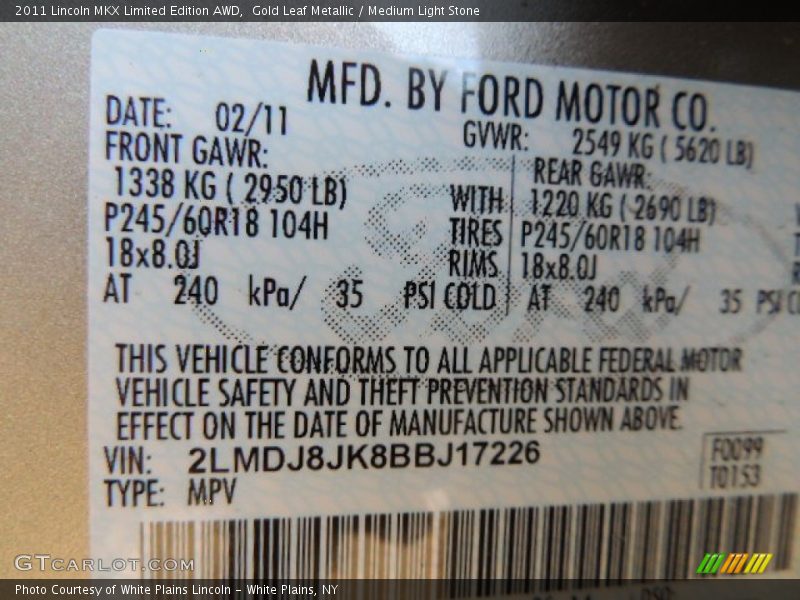 2011 Lincoln MKX Limited Edition AWD,  Gold Leaf Metallic / Medium Light Stone
MFD. BY FORD MOTOR CO.
DATE: 02/11 GVWR: 2549 KG ( 5620 LB)
FRONT GAWR: REAR GAWR:
1338 KG ( 2950 LB) WITH 1220 KG ( 2690 LB)
P245/60R18 104H TIRES P245/60R18 104H
18x8.0J RIMS 18x8.0J
AT 240 kPa/ 35 PSI COLD AT 240 kPa/ 35 PSI
THIS VEHICLE CONFORMS TO ALL APPLICABLE FEDERAL MOTOR
VEHICLE SAFETY AND THEFT PREVENTION STANDARDS IN
EFFECT ON THE DATE OF MANUFACTURE SHOWN ABOVE.
VIN: 2LMDJ8JK8BBJ17226 F0099
TYPE: MPV T0153
GTCARLOT.COM
Photo Courtesy of White Plains Lincoln – White Plains, NY